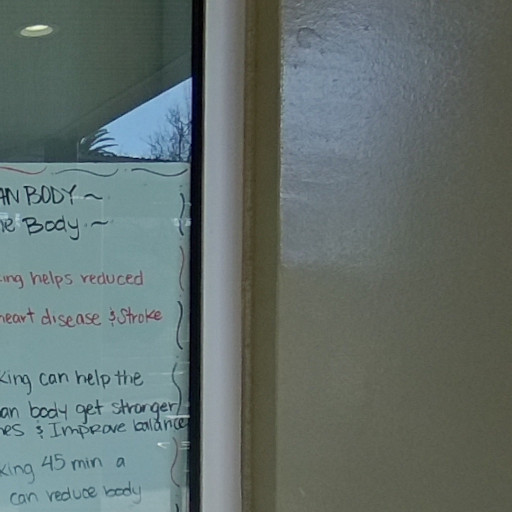 AN BODY ~
he Body ~
ing helps reduced
heart disease & Stroke
king can help the
an body get stronger
nes & Improve balance
king 45 min a
can reduce body